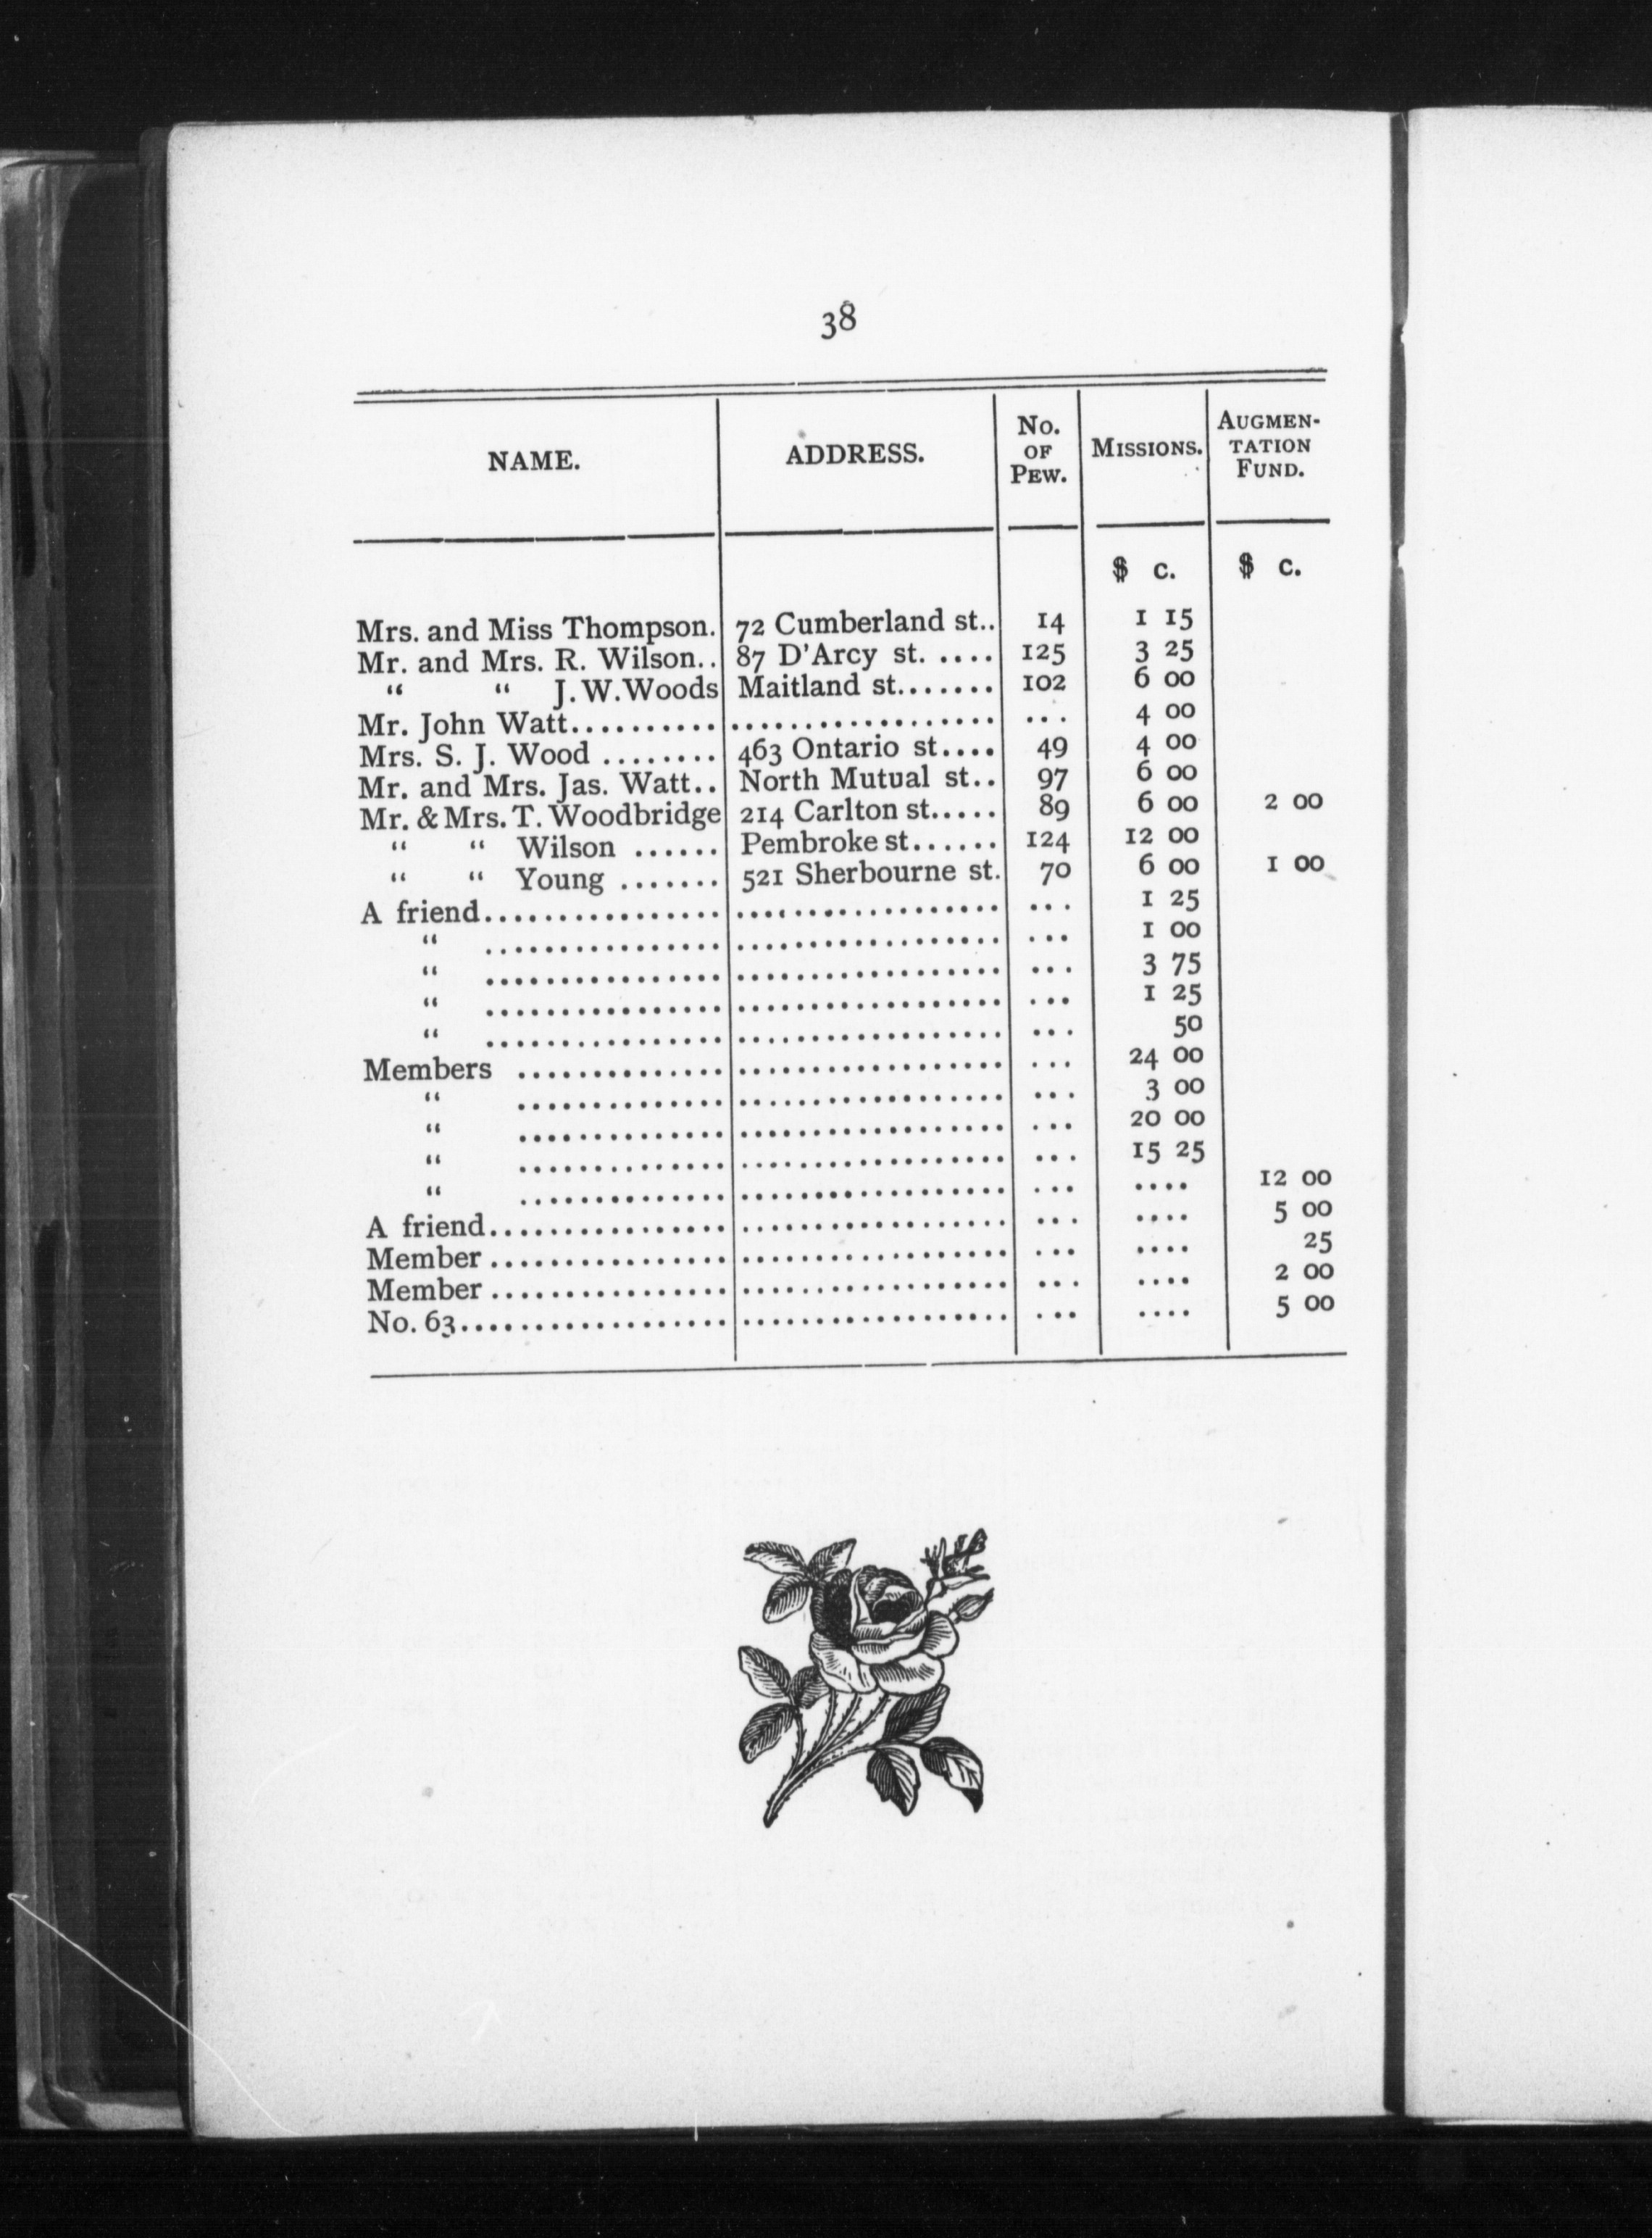 38
NAME. ADDRESS. No. OF PEW. MISSIONS. AUGMEN-TATION FUND.
$ c. $ c.
Mrs. and Miss Thompson. 72 Cumberland st.. 14 1 15
Mr. and Mrs. R. Wilson.. 87 D'Arcy st. .... 125 3 25
“ “ J.W.Woods Maitland st....... 102 6 00
Mr. John Watt.......... .................. ... 4 00
Mrs. S. J. Wood ........ 463 Ontario st.... 49 4 00
Mr. and Mrs. Jas. Watt.. North Mutual st.. 97 6 00
Mr. & Mrs. T. Woodbridge 214 Carlton st..... 89 6 00 2 00
“ “ Wilson ...... Pembroke st...... 124 12 00
“ “ Young ....... 521 Sherbourne st. 70 6 00 1 00
A friend................ .................. ... 1 25
“ ................ .................. ... 1 00
“ ................ .................. ... 3 75
“ ................ .................. ... 1 25
“ ................ .................. ... 50
Members .............. .................. ... 24 00
“ .............. .................. ... 3 00
“ .............. .................. ... 20 00
“ .............. .................. ... 15 25
“ .............. .................. ... .... 12 00
A friend................ .................. ... .... 5 00
Member ................ .................. ... .... 25
Member ................ .................. ... .... 2 00
No. 63.................. .................. ... .... 5 00